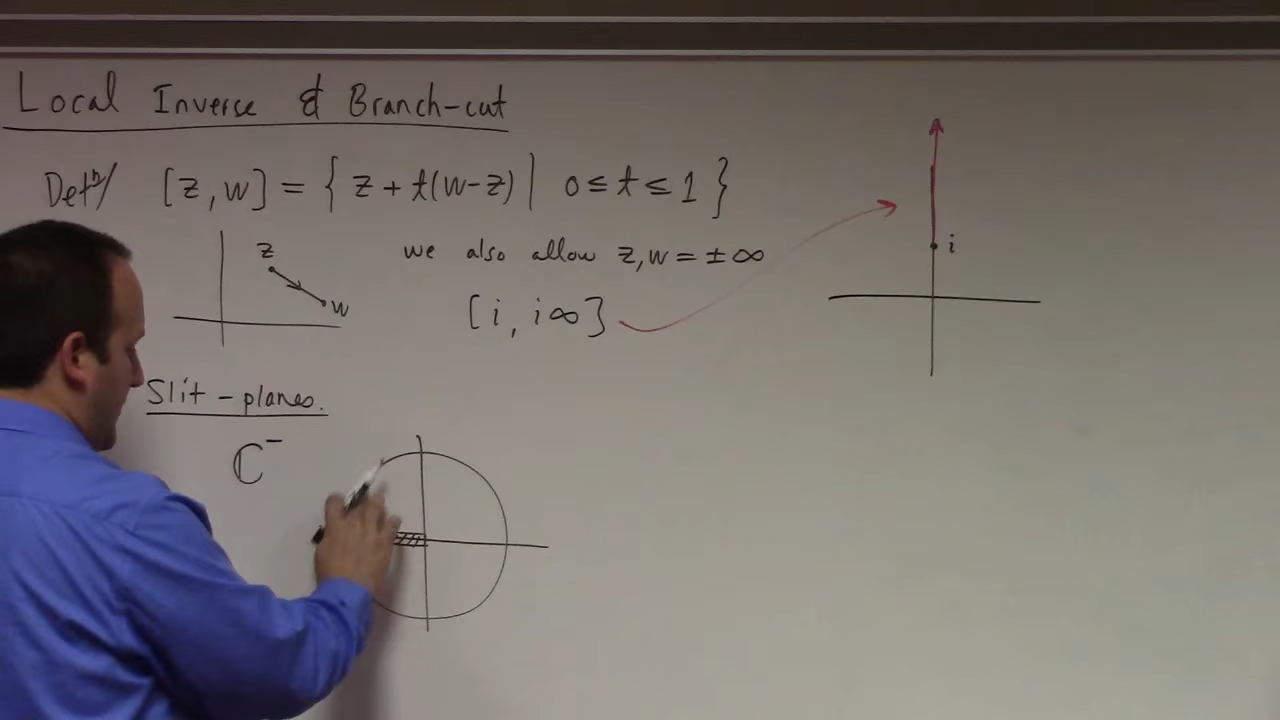 Local Inverse & Branch-cut
Defⁿ/ [z, w] = { z + t(w-z) | 0 ≤ t ≤ 1 }
z
w
we also allow z, w = ± ∞
[i, i∞]
i
Slit-planes.
ℂ⁻